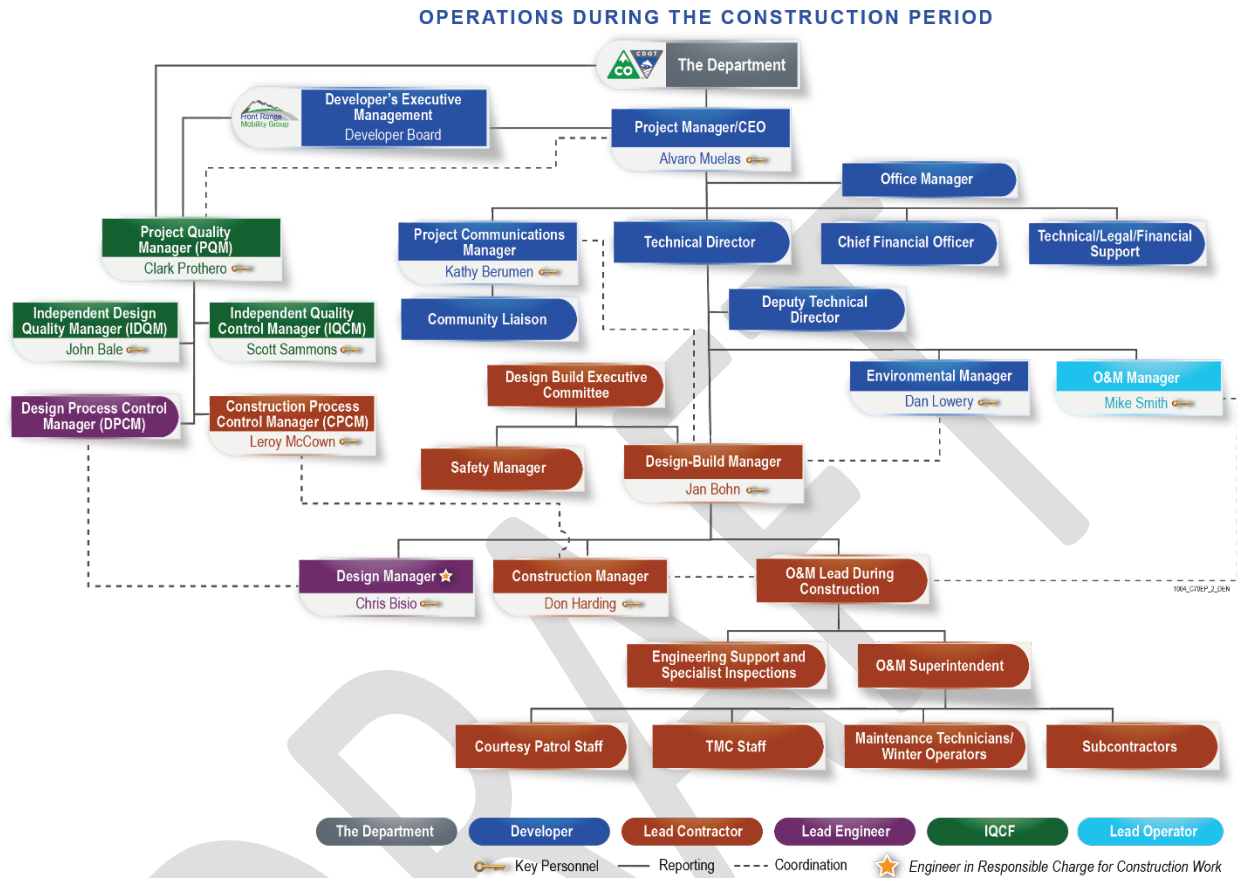 OPERATIONS DURING THE CONSTRUCTION PERIOD
CO
CDOT
The Department
Front Range
Mobility Group
Developer's Executive
Management
Developer Board
Project Manager/CEO
Alvaro Muelas
Office Manager
Project Quality
Manager (PQM)
Clark Prothero
Project Communications
Manager
Kathy Berumen
Technical Director
Chief Financial Officer
Technical/Legal/Financial
Support
Community Liaison
Deputy Technical
Director
Independent Design
Quality Manager (IDQM)
John Bale
Independent Quality
Control Manager (IQCM)
Scott Sammons
Design Build Executive
Committee
Environmental Manager
Dan Lowery
O&M Manager
Mike Smith
Design Process Control
Manager (DPCM)
Construction Process
Control Manager (CPCM)
Leroy McCown
Safety Manager
Design-Build Manager
Jan Bohn
Design Manager
Chris Bisio
Construction Manager
Don Harding
O&M Lead During
Construction
1004_C70EP_2_DEN
Engineering Support and
Specialist Inspections
O&M Superintendent
Courtesy Patrol Staff
TMC Staff
Maintenance Technicians/
Winter Operators
Subcontractors
The Department
Developer
Lead Contractor
Lead Engineer
IQCF
Lead Operator
Key Personnel
Reporting
Coordination
Engineer in Responsible Charge for Construction Work
DRAFT